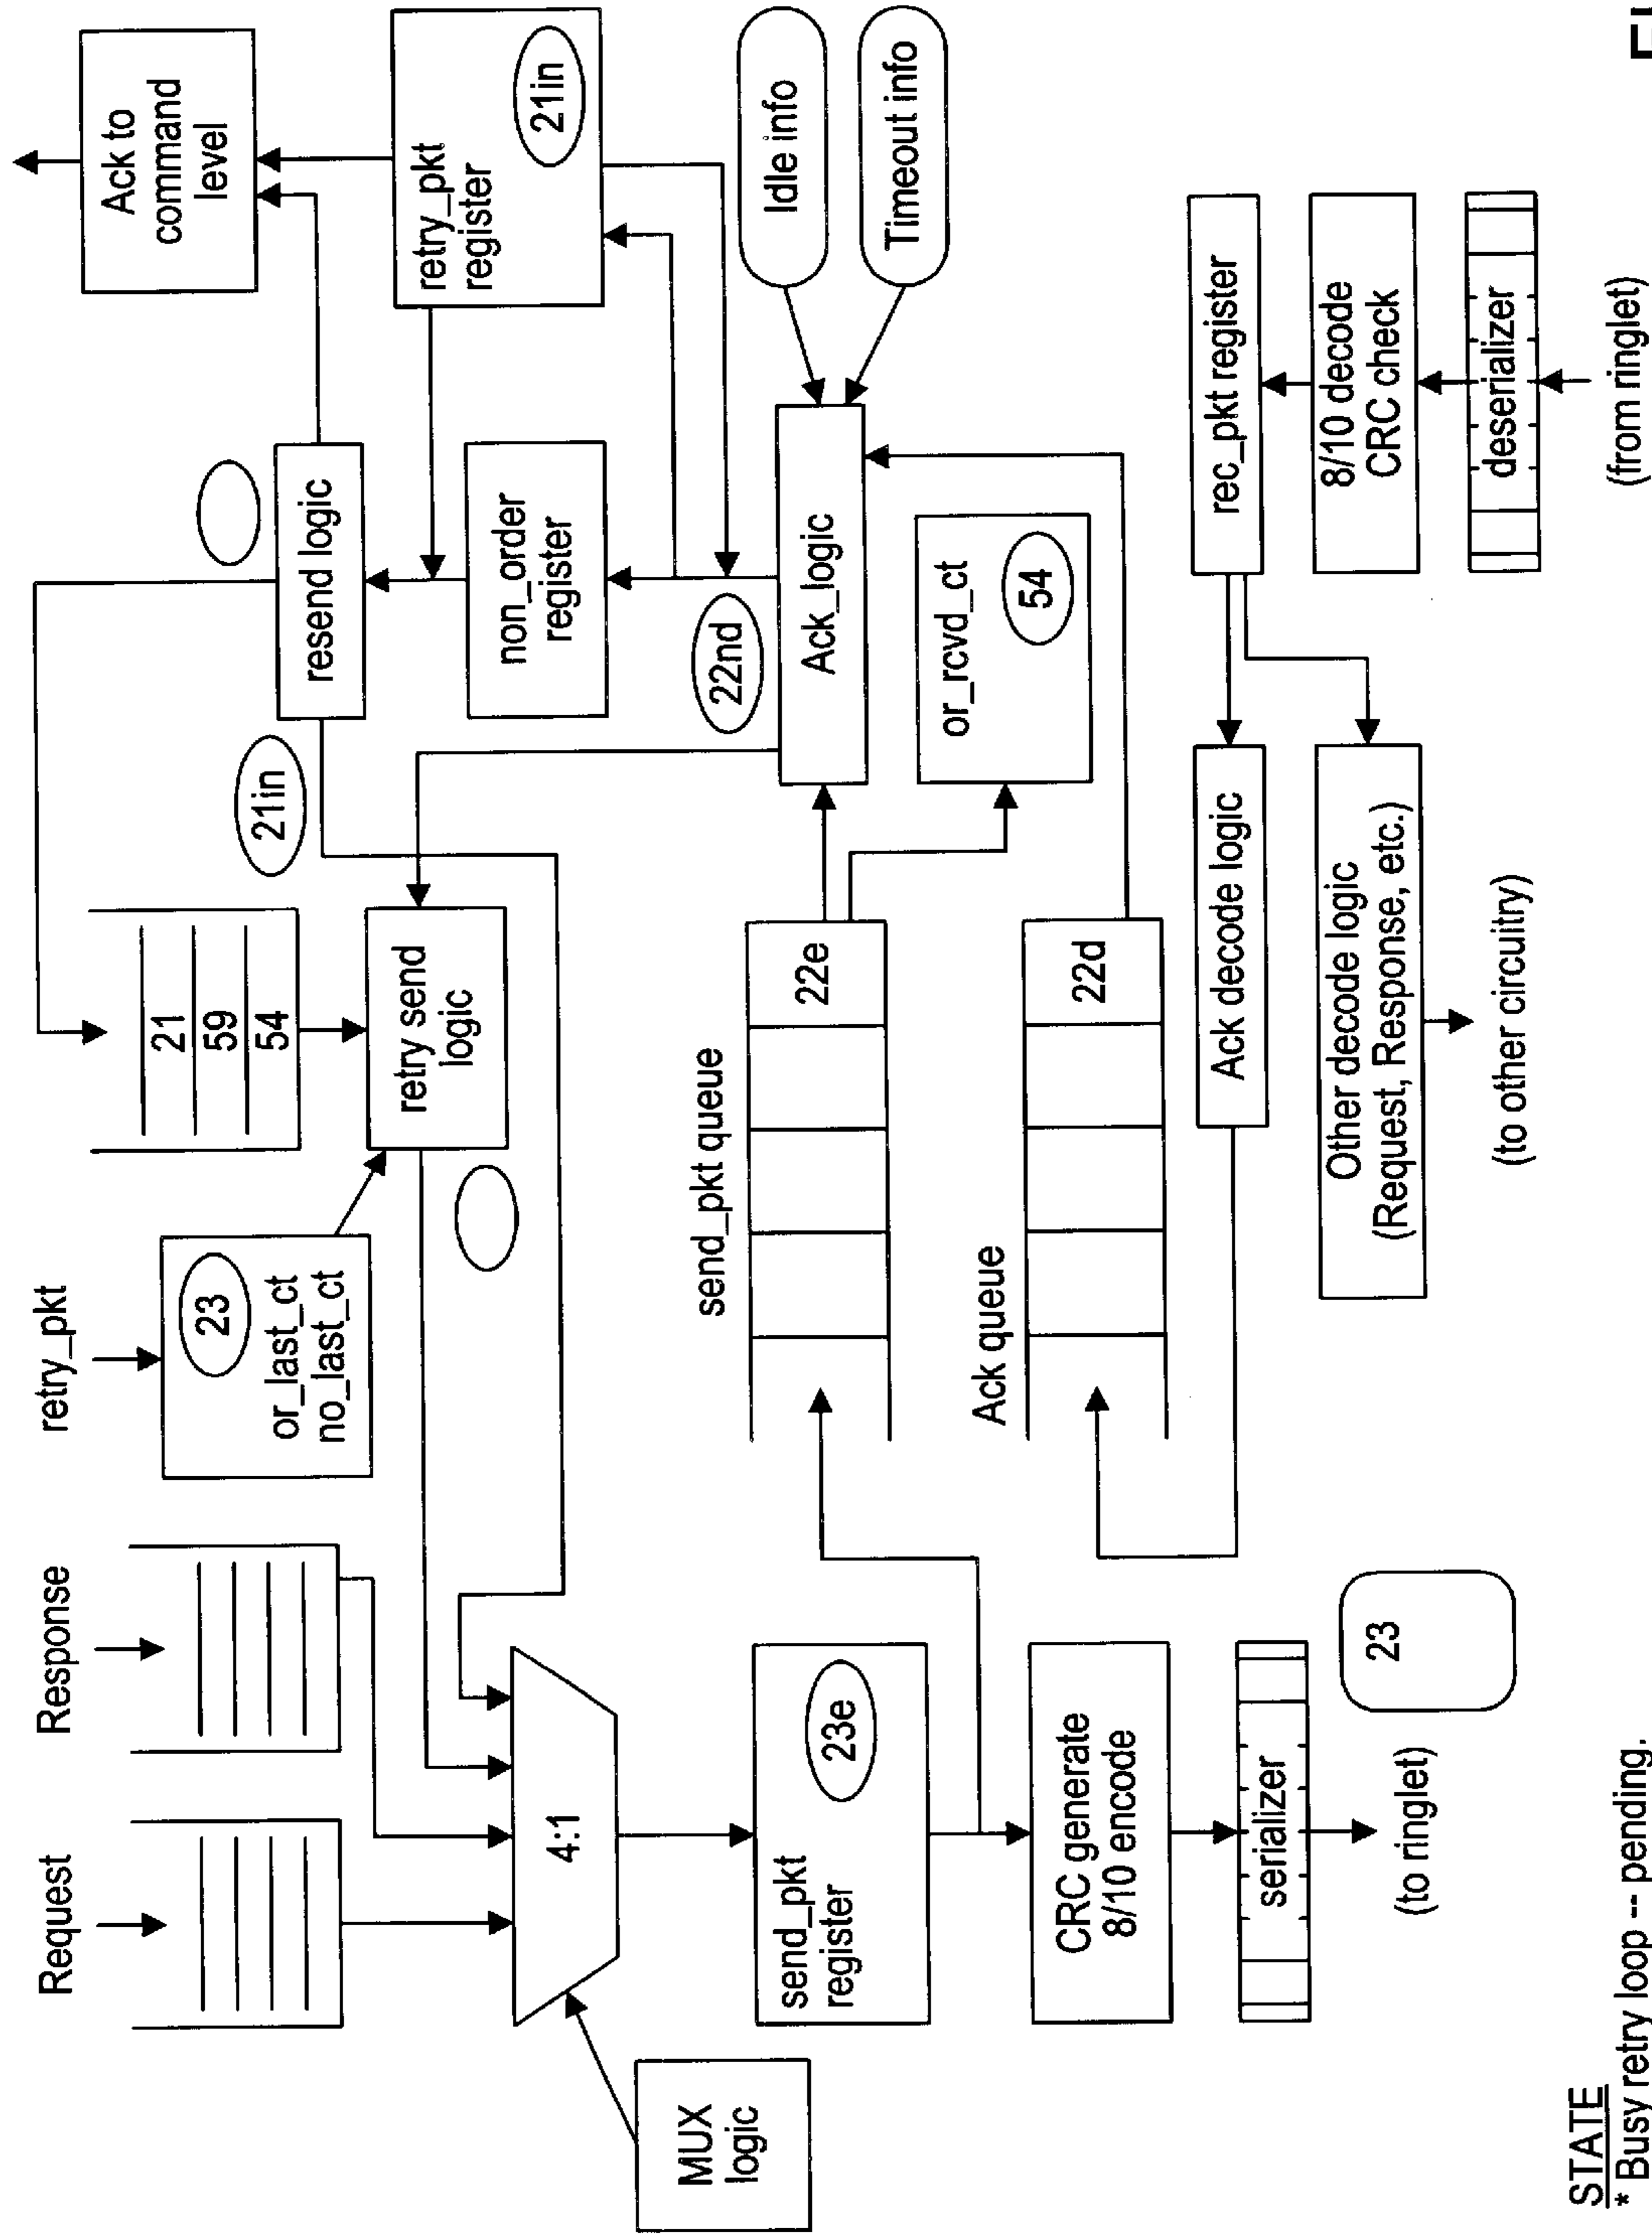 Request
Response
retry_pkt
23
or_last_ct
no_last_ct
21
59
54
retry send
logic
21in
resend logic
Ack to
command
level
MUX
logic
4:1
non_order
register
retry_pkt
register
21in
22nd
send_pkt
register
23e
send_pkt queue
22e
Ack_logic
Idle info
Timeout info
or_rcvd_ct
54
CRC generate
8/10 encode
Ack queue
22d
serializer
(to ringlet)
23
Ack decode logic
rec_pkt register
Other decode logic
(Request, Response, etc.)
8/10 decode
CRC check
(to other circuitry)
deserializer
(from ringlet)
STATE
* Busy retry loop -- pending.